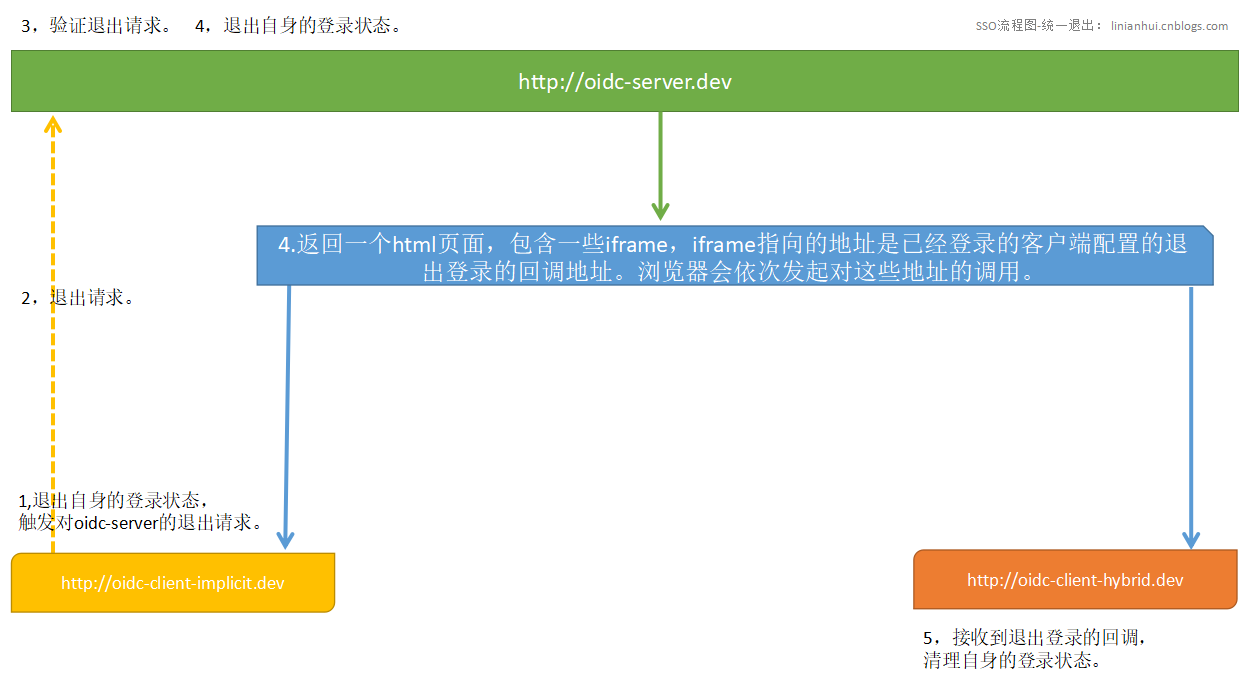 3，验证退出请求。 4，退出自身的登录状态。
SSO流程图-统一退出： linianhui.cnblogs.com
http://oidc-server.dev
4.返回一个html页面，包含一些iframe，iframe指向的地址是已经登录的客户端配置的退
出登录的回调地址。浏览器会依次发起对这些地址的调用。
2，退出请求。
1,退出自身的登录状态，
触发对oidc-server的退出请求。
http://oidc-client-implicit.dev
http://oidc-client-hybrid.dev
5，接收到退出登录的回调，
清理自身的登录状态。